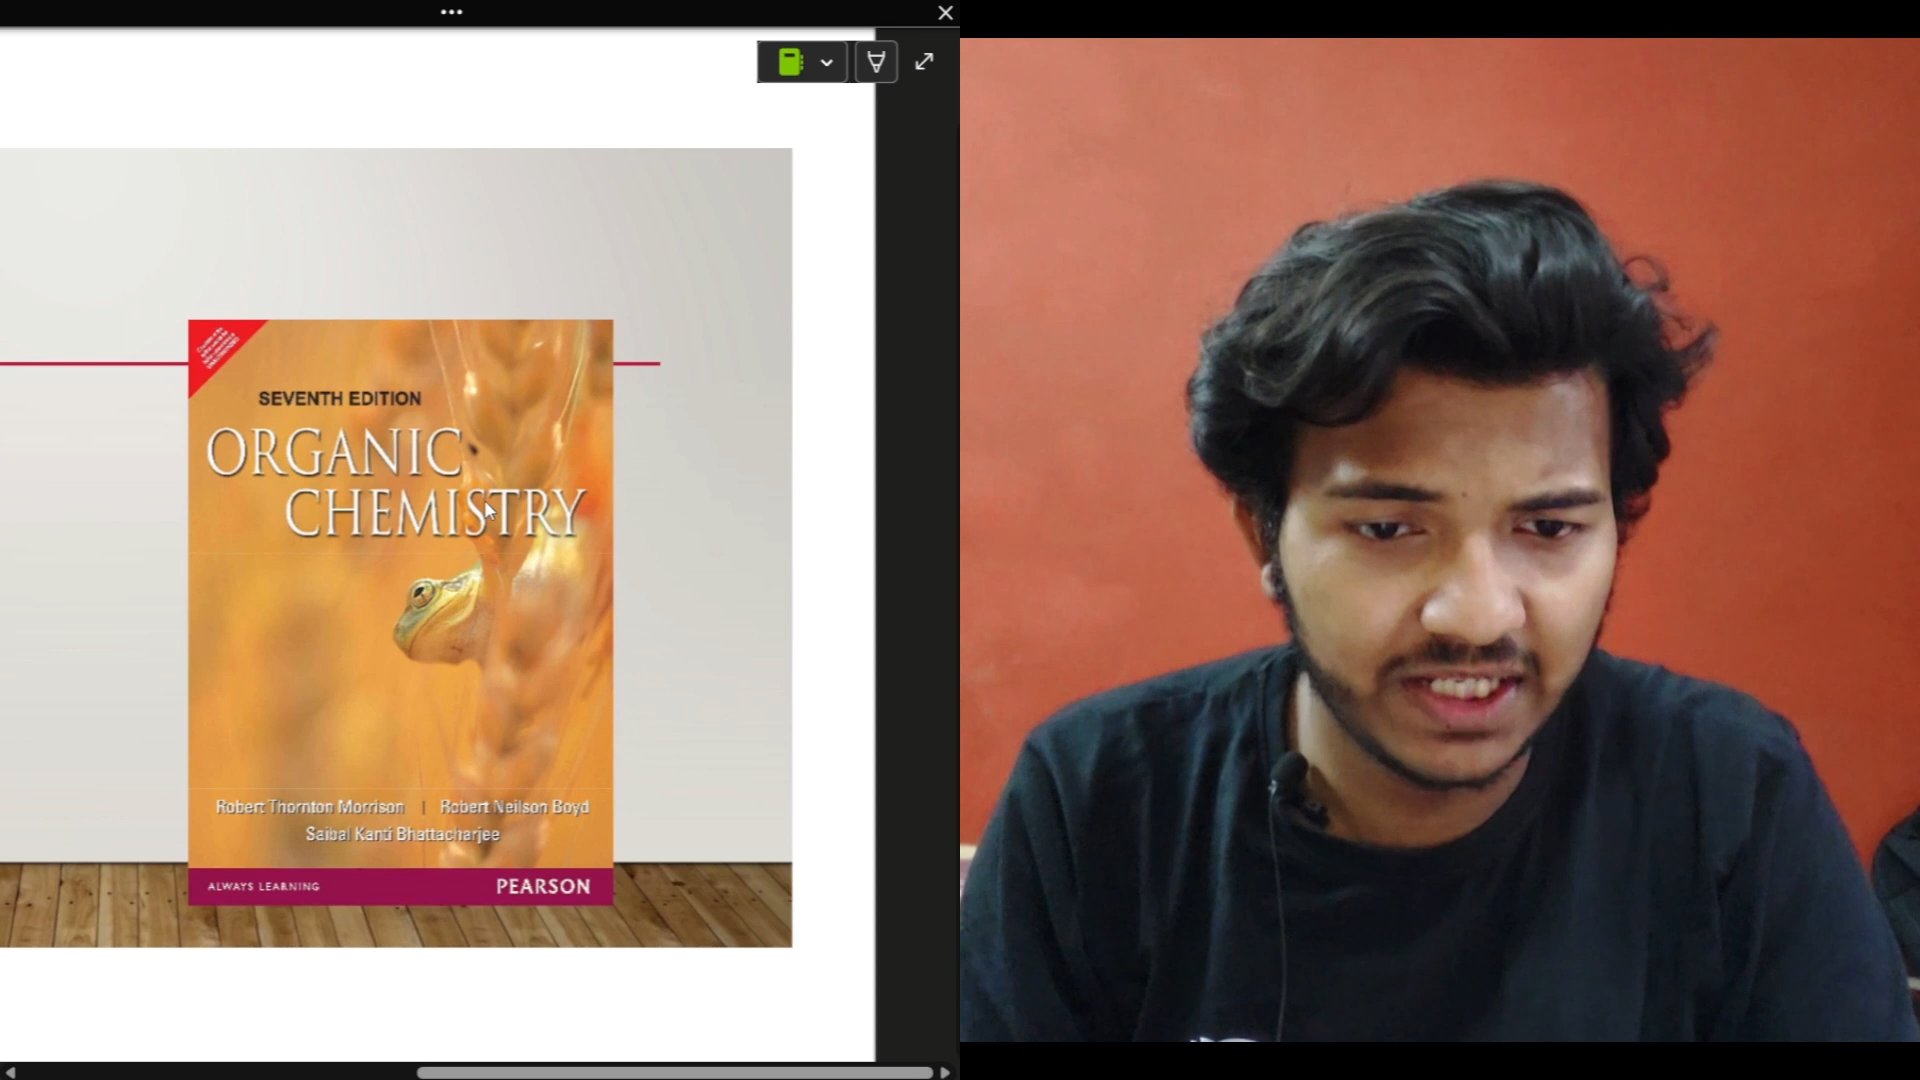 SEVENTH EDITION
ORGANIC
CHEMISTRY
Robert Thornton Morrison | Robert Neilson Boyd
Saibal Kanti Bhattacharjee
ALWAYS LEARNING
PEARSON